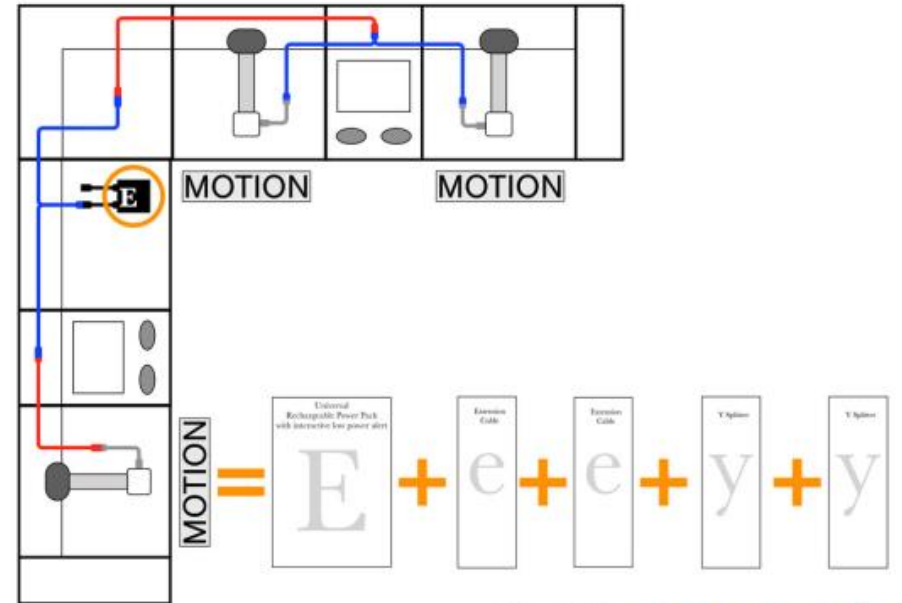 E
MOTION
MOTION
MOTION
Universal
Rechargeable Power Pack
with interactive low power alert
E
Extension
Cable
e
Extension
Cable
e
Y Splitter
y
Y Splitter
y